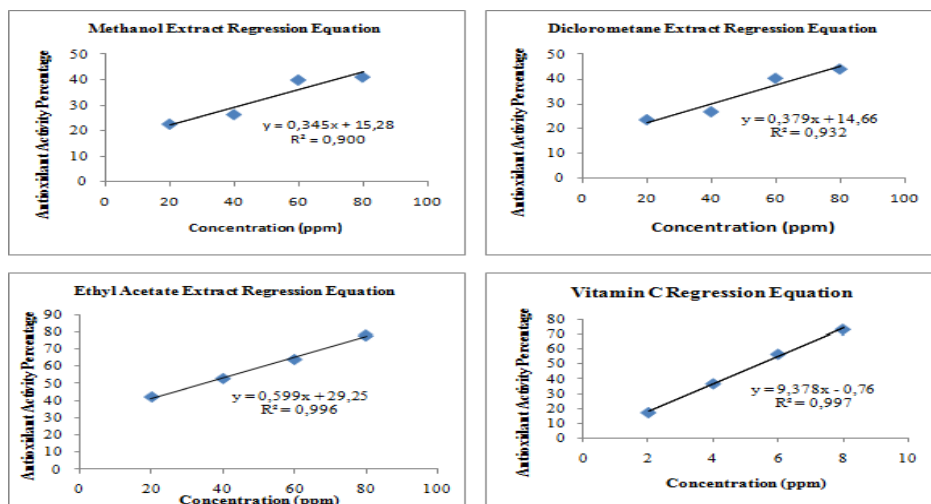 Methanol Extract Regression Equation
Antioxidant Activity Percentage
50
40
30
20
10
0
y = 0,345x + 15,28
R² = 0,900
0 20 40 60 80 100
Concentration (ppm)
Diclorometane Extract Regression Equation
Antioxidant Activity Percentage
50
40
30
20
10
0
y = 0,379x + 14,66
R² = 0,932
0 20 40 60 80 100
Concentration (ppm)
Ethyl Acetate Extract Regression Equation
Antioxidant Activity Percentage
90
80
70
60
50
40
30
20
10
0
y = 0,599x + 29,25
R² = 0,996
0 20 40 60 80 100
Concentration (ppm)
Vitamin C Regression Equation
Antioxidant Activity Percentage
80
70
60
50
40
30
20
10
0
y = 9,378x - 0,76
R² = 0,997
0 2 4 6 8 10
Concentration (ppm)